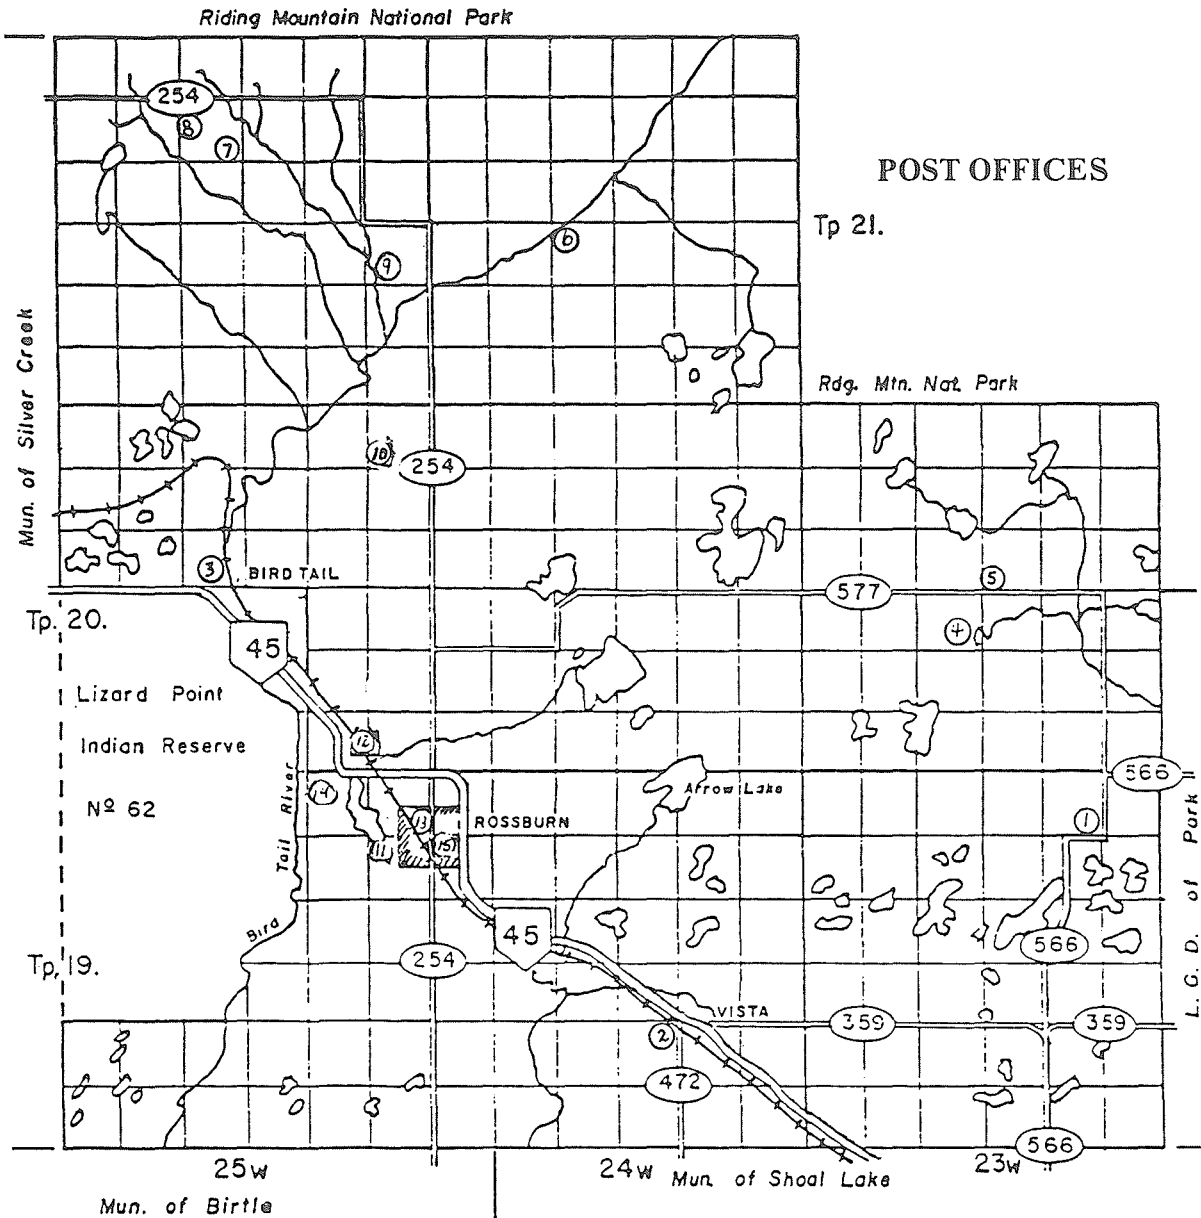 Riding Mountain National Park
254
8
7
POST OFFICES
Tp 21.
6
9
Mun. of Silver Creek
Rdg. Mtn. Nat. Park
10
254
3
BIRD TAIL
5
577
Tp. 20.
4
45
Lizard Point
12
Indian Reserve
566
14
Arrow Lake
Nº 62
1
13
ROSSBURN
11
15
Bird Tail River
45
566
254
Tp. 19.
L. G. D. of Park
VISTA
359
359
2
472
566
25W
24W
23W
Mun. of Shoal Lake
Mun. of Birtle